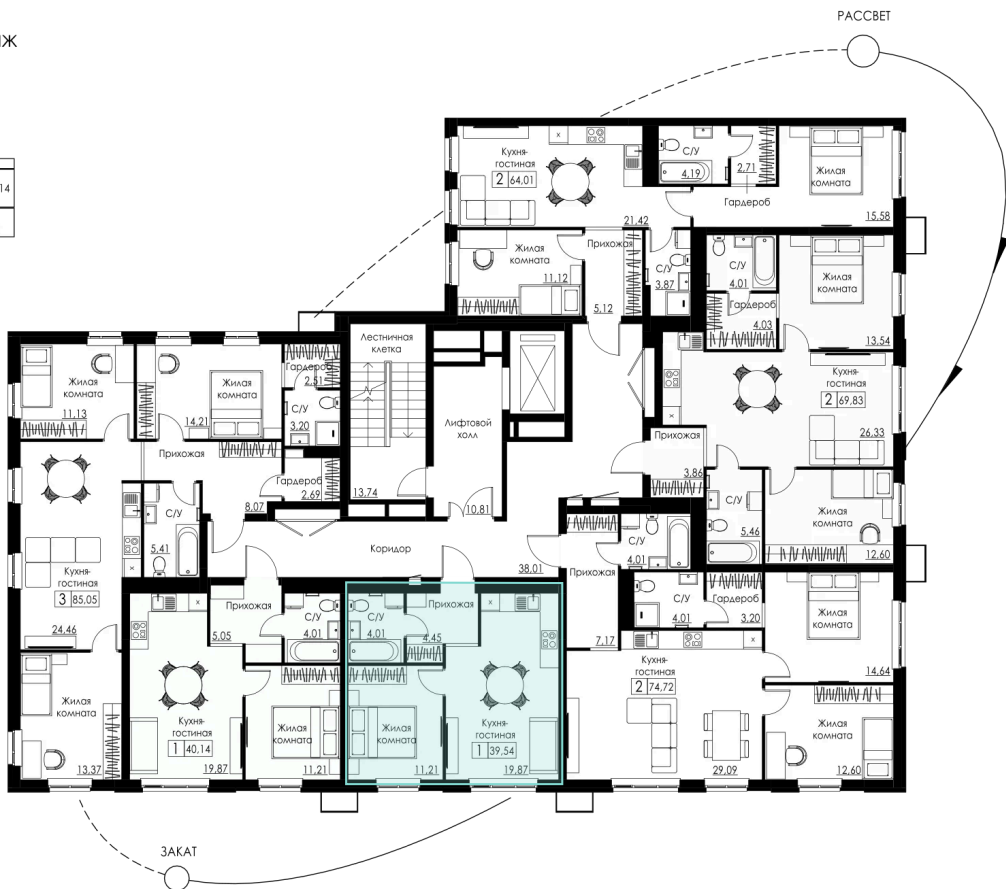 РАССВЕТ
ИЖ
14
Кухня-
гостиная
2 64,01
21.42
С/У
4.19
2.71
Гардероб
Жилая
комната
15.58
Жилая
комната
11.12
Прихожая
5.12
С/У
3.87
С/У
4.01
Гардероб
4.03
Жилая
комната
13.54
Кухня-
гостиная
2 69,83
26.33
Прихожая
3.86
С/У
5.46
Жилая
комната
12.60
Лестничная
клетка
13.74
Лифтовой
холл
10.81
Жилая
комната
11.13
14.21
Жилая
комната
Гардероб
2.51
С/У
3.20
Прихожая
8.07
Гардероб
2.69
С/У
5.41
Кухня-
гостиная
3 85,05
24.46
Жилая
комната
13.37
Коридор
38.01
Прихожая
5.05
С/У
4.01
Кухня-
гостиная
1 40,14
19.87
Жилая
комната
11.21
С/У
4.01
Прихожая
4.45
Жилая
комната
11.21
Кухня-
гостиная
1 39,54
19.87
С/У
4.01
Прихожая
7.17
С/У
4.01
Гардероб
3.20
Жилая
комната
14.64
Кухня-
гостиная
2 74,72
29.09
Жилая
комната
12.60
ЗАКАТ